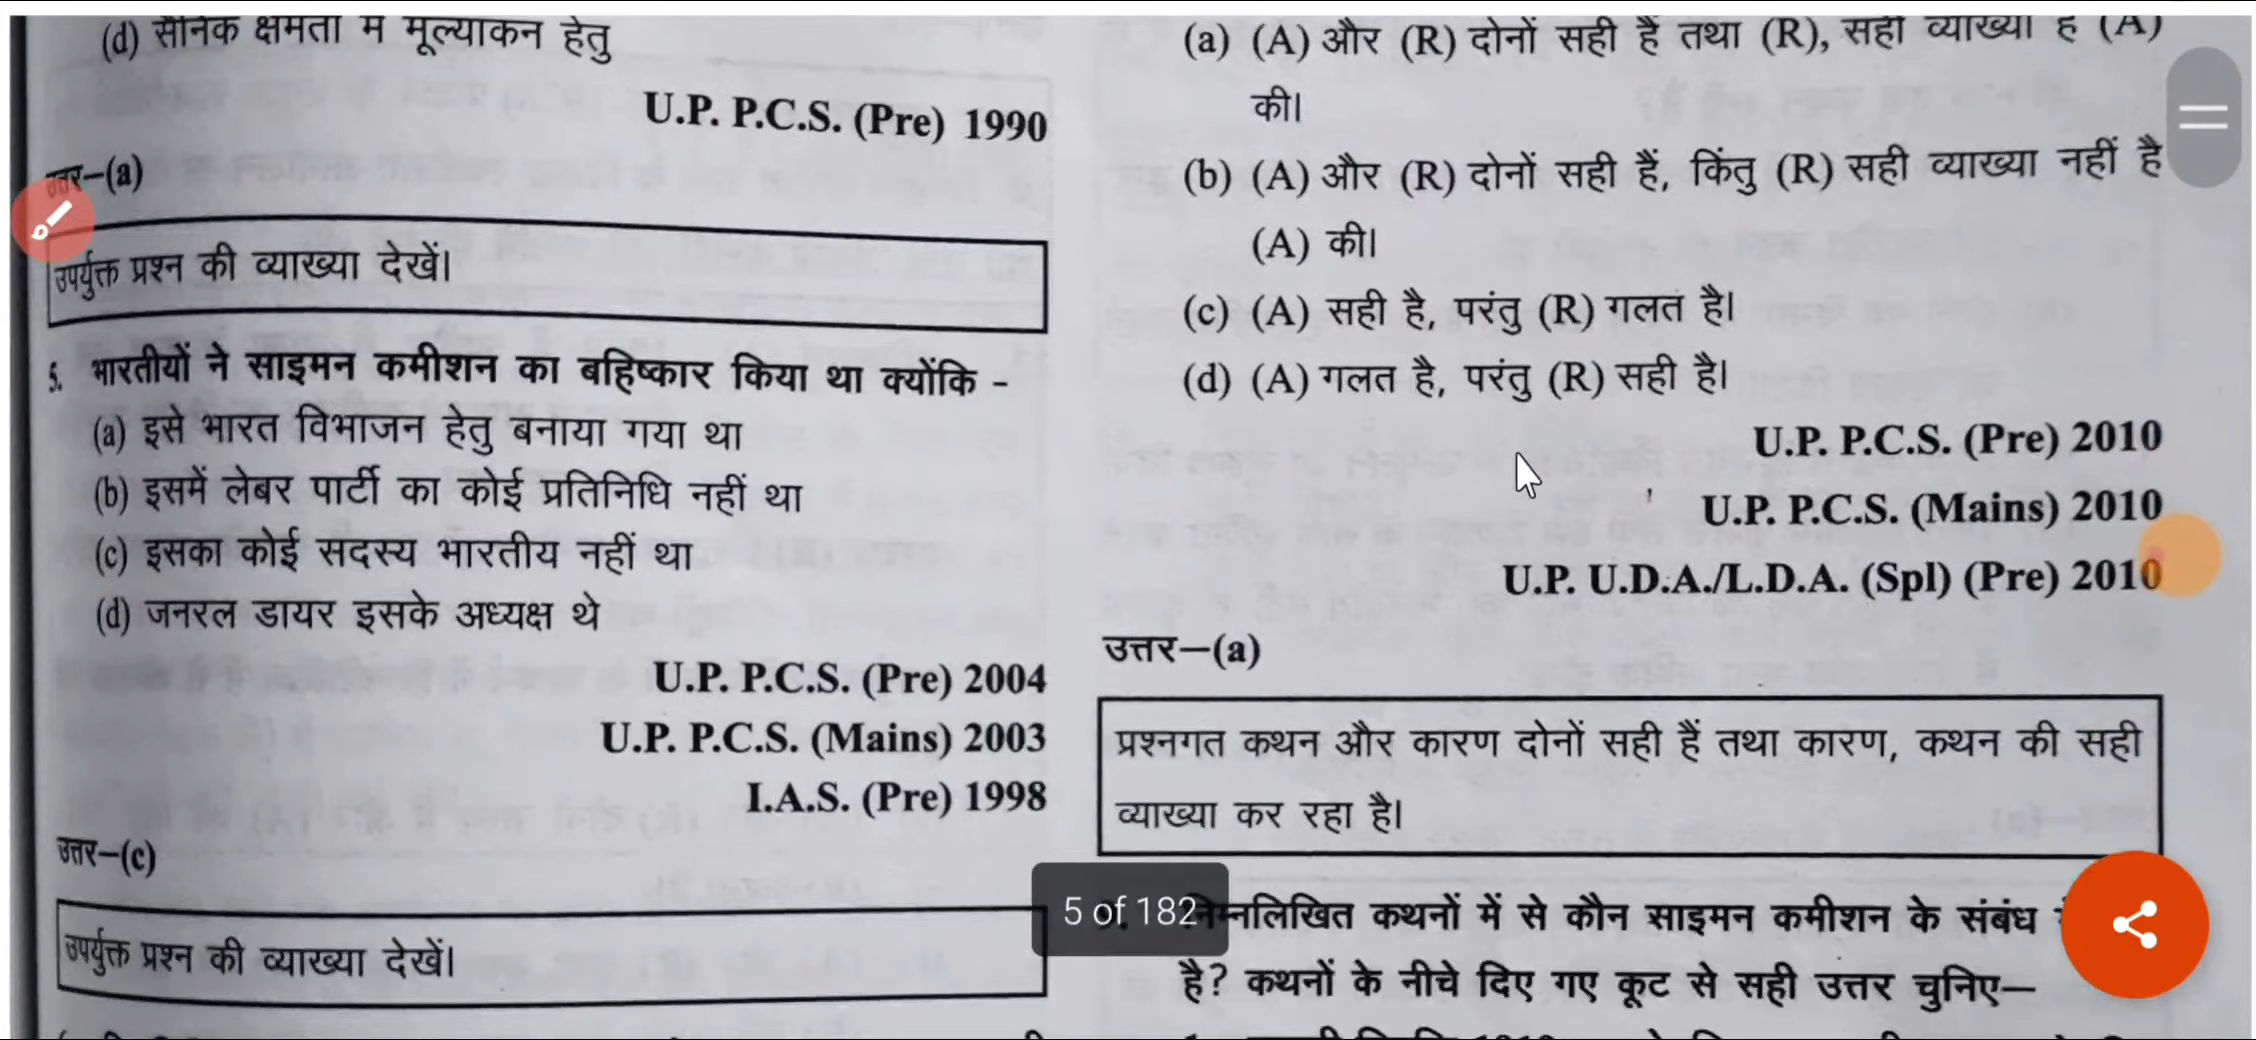 (d) सैनिक क्षमता में मूल्यांकन हेतु
U.P. P.C.S. (Pre) 1990
उत्तर–(a)
उपर्युक्त प्रश्न की व्याख्या देखें।
5. भारतीयों ने साइमन कमीशन का बहिष्कार किया था क्योंकि -
(a) इसे भारत विभाजन हेतु बनाया गया था
(b) इसमें लेबर पार्टी का कोई प्रतिनिधि नहीं था
(c) इसका कोई सदस्य भारतीय नहीं था
(d) जनरल डायर इसके अध्यक्ष थे
U.P. P.C.S. (Pre) 2004
U.P. P.C.S. (Mains) 2003
I.A.S. (Pre) 1998
उत्तर–(c)
उपर्युक्त प्रश्न की व्याख्या देखें।
(a) (A) और (R) दोनों सही हैं तथा (R), सही व्याख्या है (A)
की।
(b) (A) और (R) दोनों सही हैं, किंतु (R) सही व्याख्या नहीं है
(A) की।
(c) (A) सही है, परंतु (R) गलत है।
(d) (A) गलत है, परंतु (R) सही है।
U.P. P.C.S. (Pre) 2010
U.P. P.C.S. (Mains) 2010
U.P. U.D.A./L.D.A. (Spl) (Pre) 2010
उत्तर–(a)
प्रश्नगत कथन और कारण दोनों सही हैं तथा कारण, कथन की सही
व्याख्या कर रहा है।
5 of 182
निम्नलिखित कथनों में से कौन साइमन कमीशन के संबंध
है? कथनों के नीचे दिए गए कूट से सही उत्तर चुनिए–